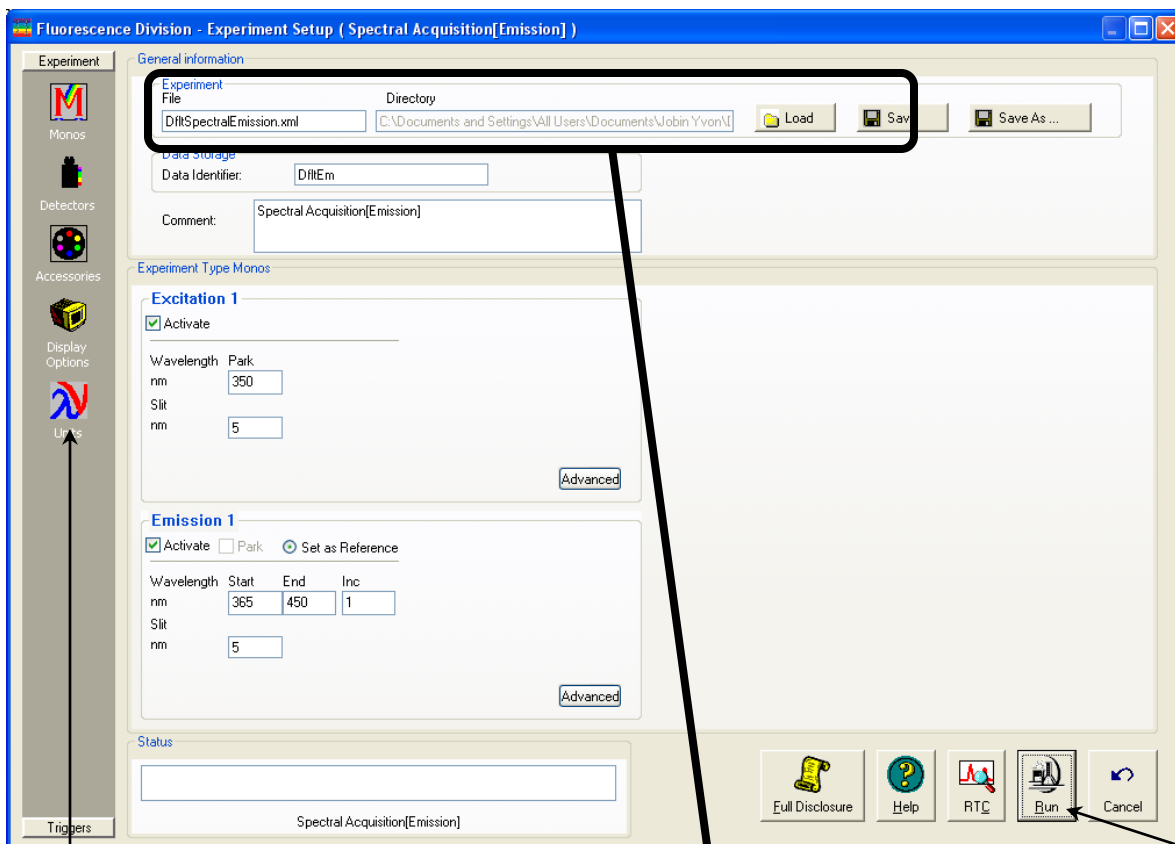 Fluorescence Division - Experiment Setup ( Spectral Acquisition[Emission] )
Experiment
Monos
Detectors
Accessories
Display
Options
Units
Triggers
General information
Experiment
File Directory
DfltSpectralEmission.xml C:\Documents and Settings\All Users\Documents\Jobin Yvon\ Load Sav Save As ...
Data Storage
Data Identifier: DfltEm
Comment: Spectral Acquisition[Emission]
Experiment Type Monos
Excitation 1
Activate
Wavelength Park
nm 350
Slit
nm 5
Advanced
Emission 1
Activate Park Set as Reference
Wavelength Start End Inc
nm 365 450 1
Slit
nm 5
Advanced
Status
Spectral Acquisition[Emission]
Full Disclosure Help RTC Run Cancel